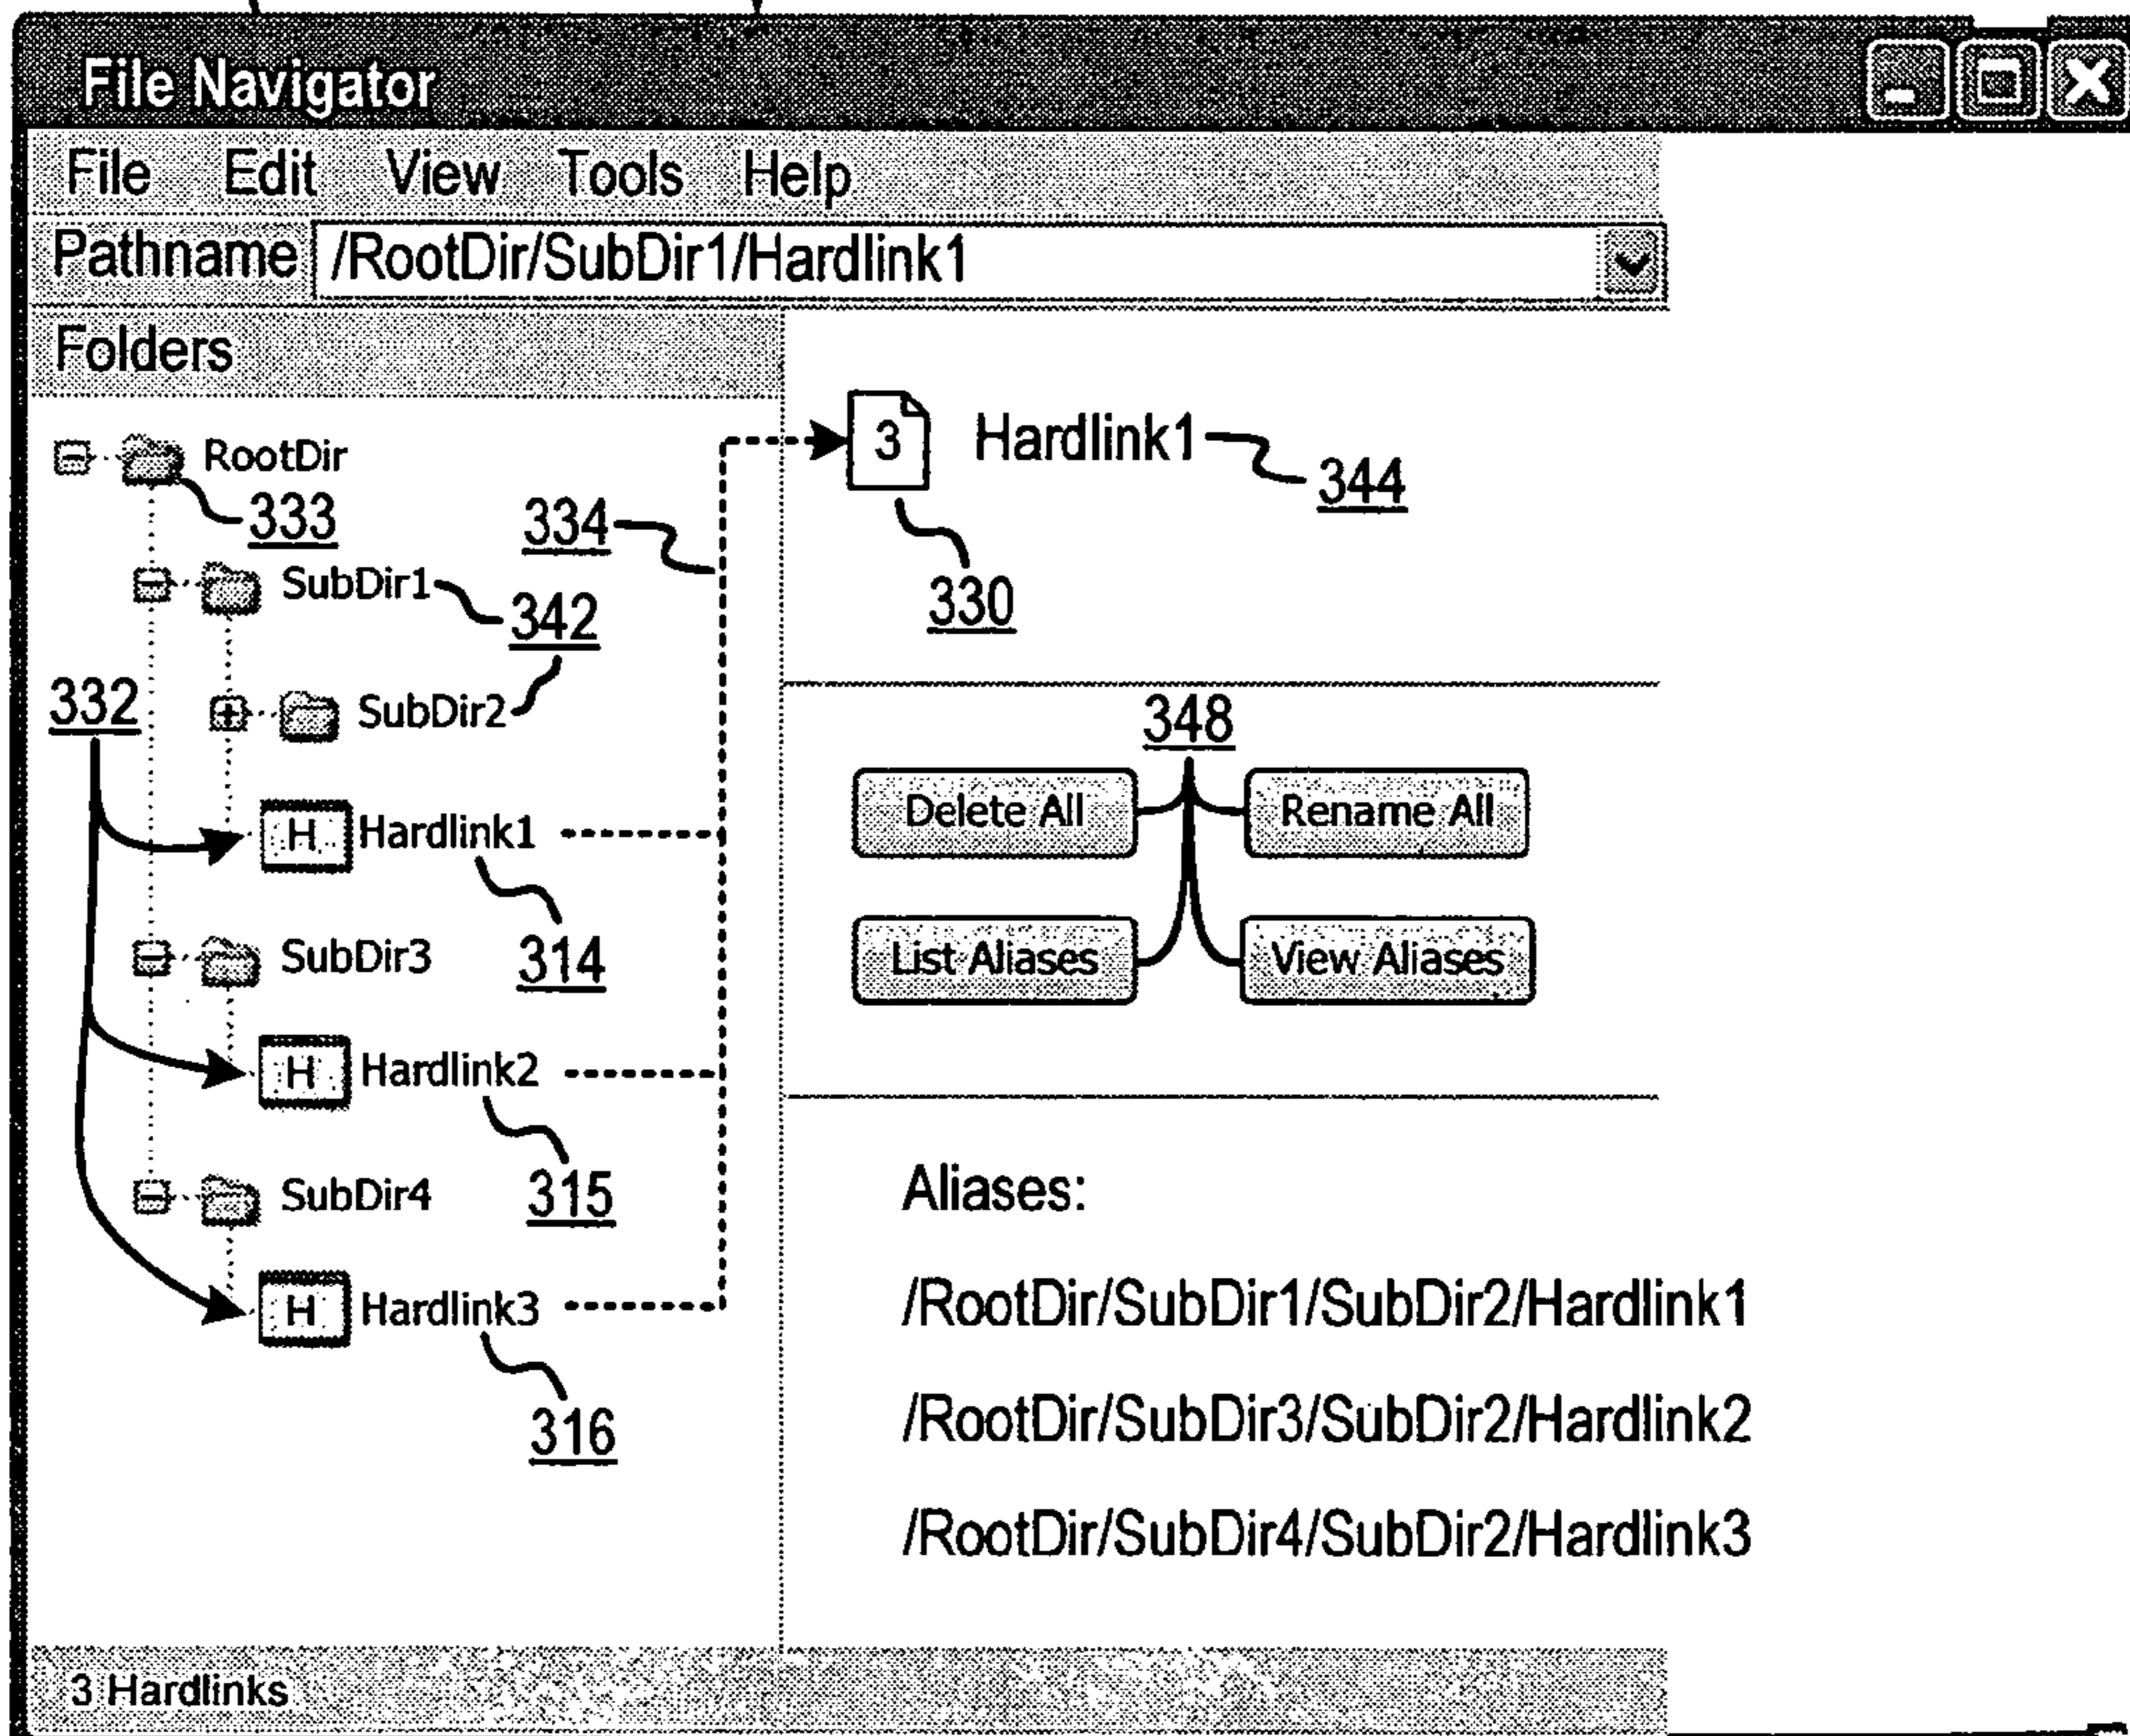 File Navigator
File Edit View Tools Help
Pathname /RootDir/SubDir1/Hardlink1
Folders
RootDir
333
SubDir1
342
334
332
SubDir2
H Hardlink1
314
SubDir3
H Hardlink2
315
SubDir4
H Hardlink3
316
3 Hardlink1
344
330
348
Delete All Rename All
List Aliases View Aliases
Aliases:
/RootDir/SubDir1/SubDir2/Hardlink1
/RootDir/SubDir3/SubDir2/Hardlink2
/RootDir/SubDir4/SubDir2/Hardlink3
3 Hardlinks